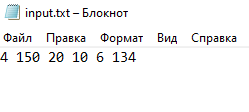 input.txt – Блокнот
Файл Правка Формат Вид Справка
4 150 20 10 6 134